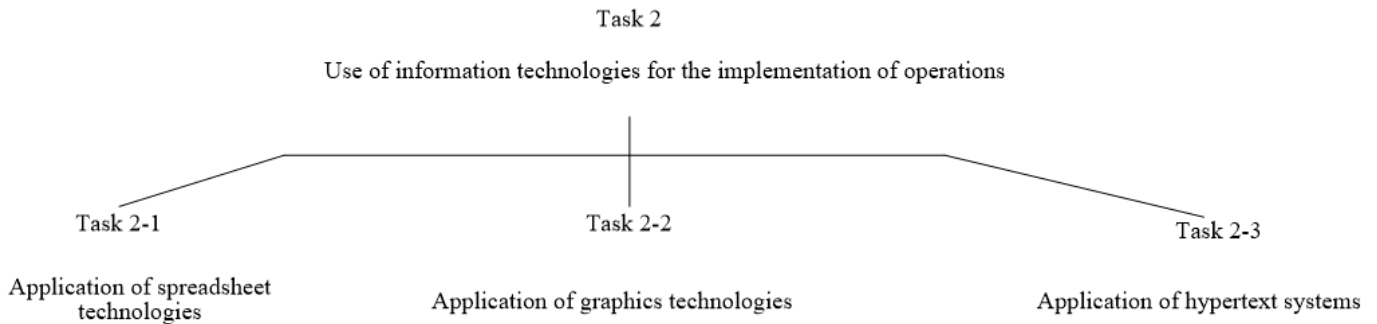 Task 2
Use of information technologies for the implementation of operations
Task 2-1
Task 2-2
Task 2-3
Application of spreadsheet
technologies
Application of graphics technologies
Application of hypertext systems